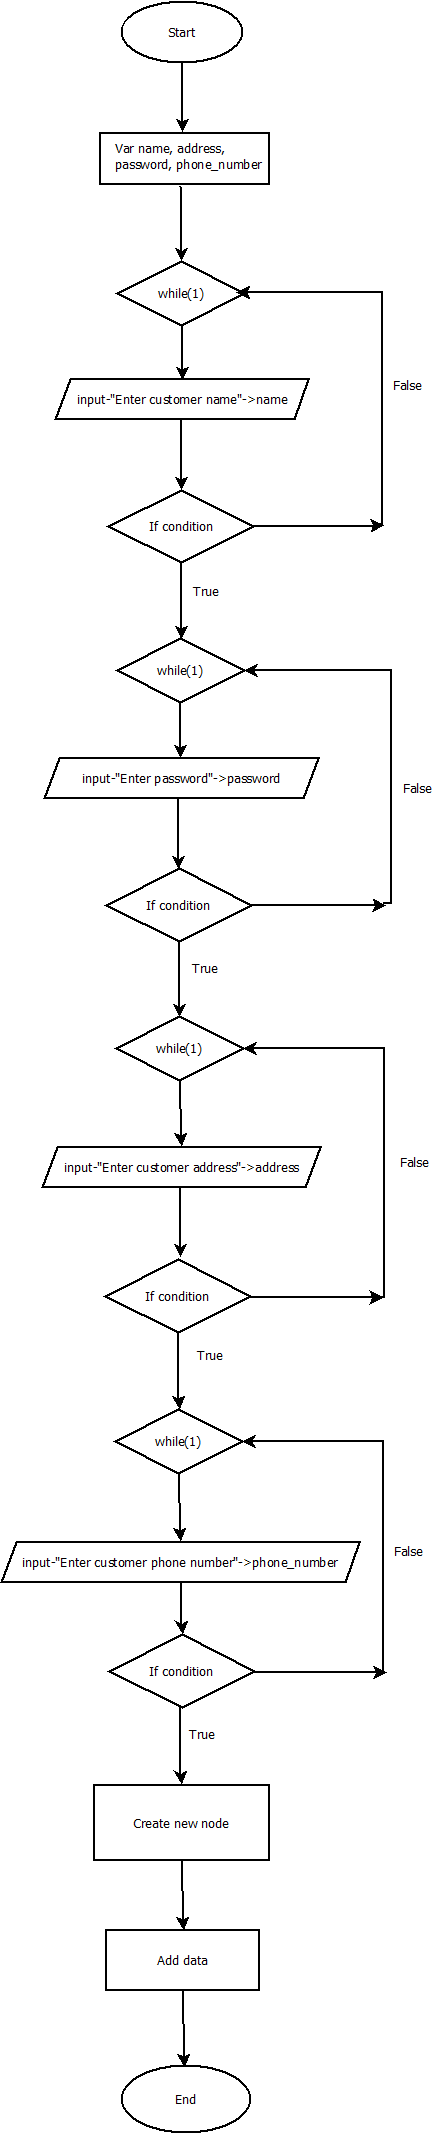 Start
Var name, address,
password, phone_number
while(1)
False
input-"Enter customer name"->name
If condition
True
while(1)
input-"Enter password"->password
False
If condition
True
while(1)
False
input-"Enter customer address"->address
If condition
True
while(1)
False
input-"Enter customer phone number"->phone_number
If condition
True
Create new node
Add data
End